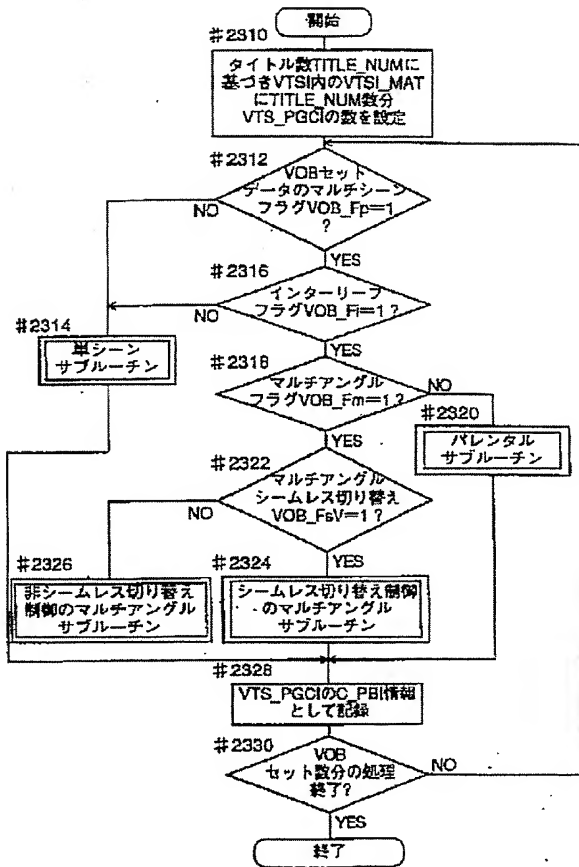 開始
#2310
タイトル数TITLE_NUMに
基づきVTSI内のVTSI_MAT
にTITLE_NUM数分
VTS_PGCIの数を設定
#2312
VOBセット
データのマルチシーン
フラグVOB_Fp=1
?
NO
YES
#2316
インターリーブ
フラグVOB_Fi=1?
NO
YES
#2314
単シーン
サブルーチン
#2318
マルチアングル
フラグVOB_Fm=1?
NO
YES
#2320
パレンタル
サブルーチン
#2322
マルチアングル
シームレス切り替え
VOB_FsV=1?
NO
YES
#2326
非シームレス切り替え
制御のマルチアングル
サブルーチン
#2324
シームレス切り替え制御
のマルチアングル
サブルーチン
#2328
VTS_PGCIのC_PBI情報
として記録
#2330
VOB
セット数分の処理
終了?
NO
YES
終了